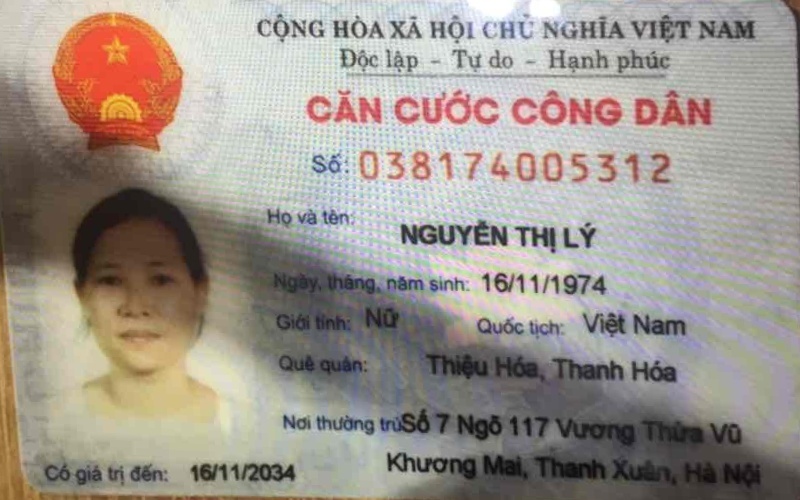 CỘNG HÒA XÃ HỘI CHỦ NGHĨA VIỆT NAM
Độc lập - Tự do - Hạnh phúc
CĂN CƯỚC CÔNG DÂN
Số: 038174005312
Họ và tên:
NGUYỄN THỊ LÝ
Ngày, tháng, năm sinh: 16/11/1974
Giới tính: Nữ Quốc tịch: Việt Nam
Quê quán: Thiệu Hóa, Thanh Hóa
Nơi thường trú: Số 7 Ngõ 117 Vương Thừa Vũ
Khương Mai, Thanh Xuân, Hà Nội
Có giá trị đến: 16/11/2034